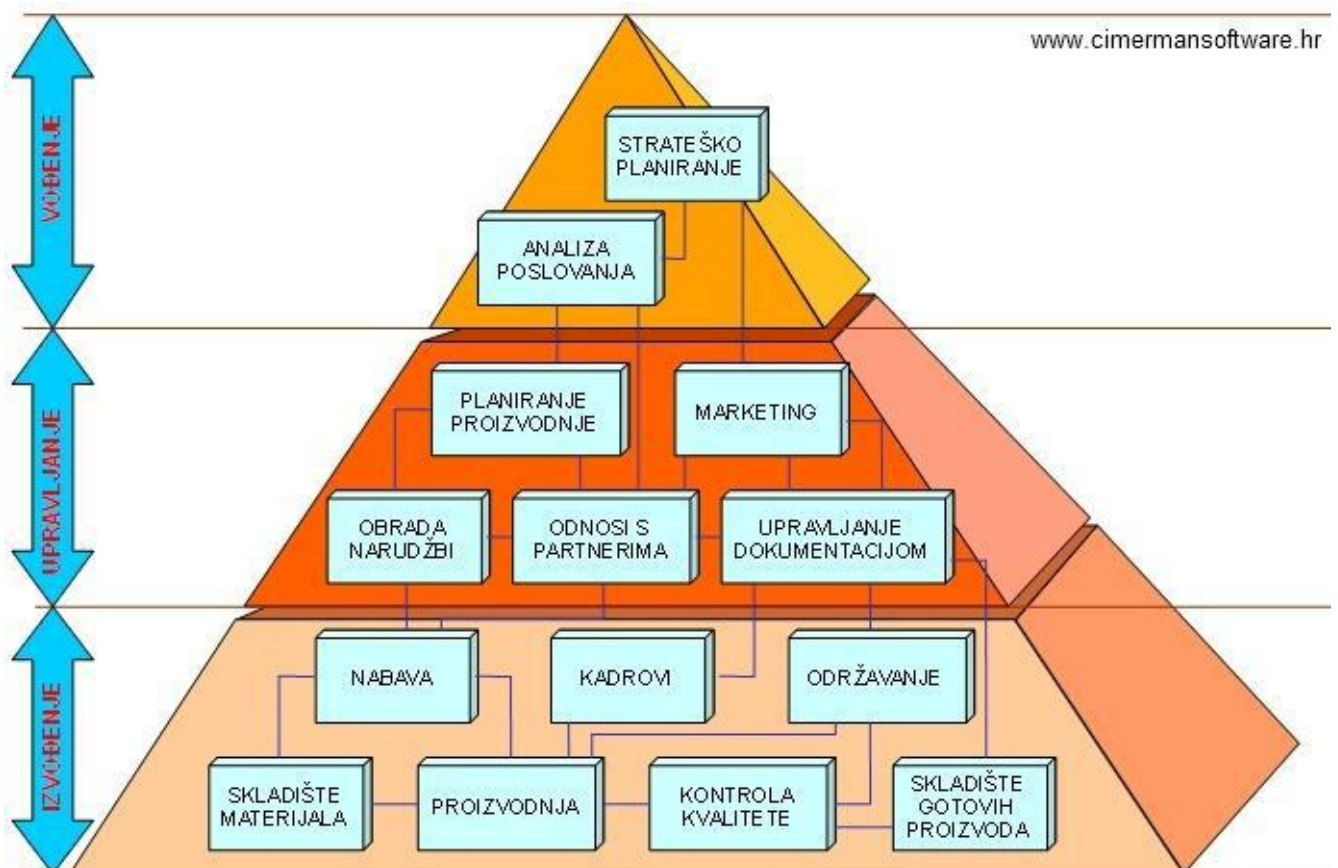 www.cimermansoftware.hr
VOĐENJE
STRATEŠKO
PLANIRANJE
ANALIZA
POSLOVANJA
UPRAVLJANJE
PLANIRANJE
PROIZVODNJE
MARKETING
OBRADA
NARUDŽBI
ODNOSI S
PARTNERIMA
UPRAVLJANJE
DOKUMENTACIJOM
IZVOĐENJE
NABAVA
KADROVI
ODRŽAVANJE
SKLADIŠTE
MATERIJALA
PROIZVODNJA
KONTROLA
KVALITETE
SKLADIŠTE
GOTOVIH
PROIZVODA